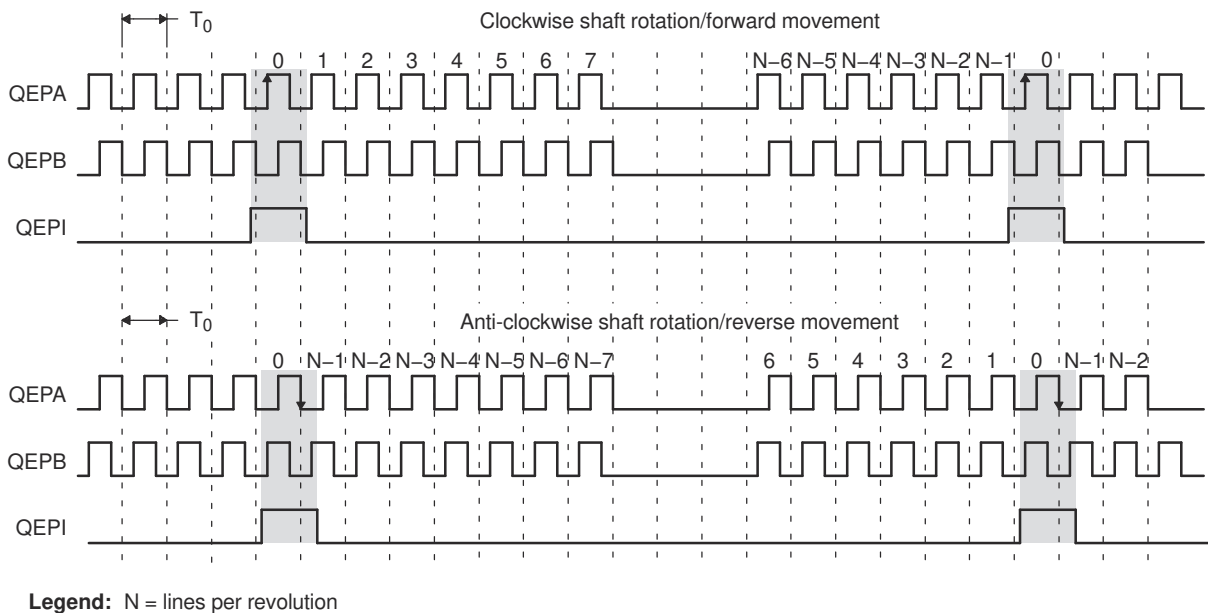 T0 Clockwise shaft rotation/forward movement
0 1 2 3 4 5 6 7 N–6 N–5 N–4 N–3 N–2 N–1 0
QEPA
QEPB
QEPI
T0 Anti-clockwise shaft rotation/reverse movement
0 N–1 N–2 N–3 N–4 N–5 N–6 N–7 6 5 4 3 2 1 0 N–1 N–2
QEPA
QEPB
QEPI
Legend: N = lines per revolution